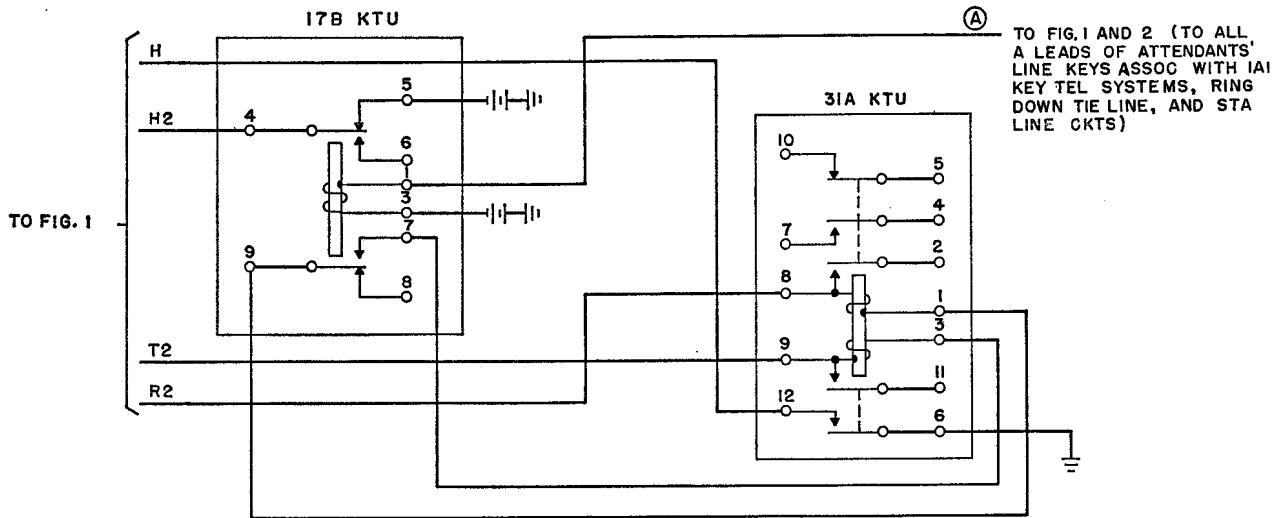 17B KTU
H
H2
4
5
6
3
7
9
8
TO FIG. 1
T2
R2
A
TO FIG. 1 AND 2 (TO ALL
A LEADS OF ATTENDANTS'
LINE KEYS ASSOC WITH 1A1
KEY TEL SYSTEMS, RING
DOWN TIE LINE, AND STA
LINE CKTS)
31A KTU
10
5
4
7
2
8
1
3
9
11
12
6